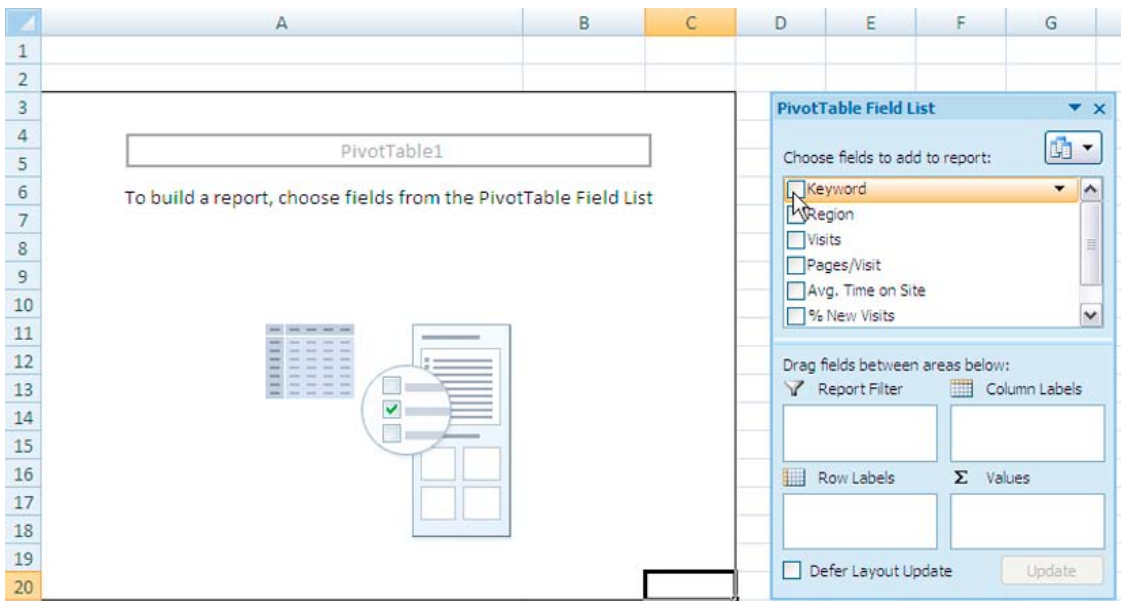 A B C D E F G
1
2
3
4
5
6
7
8
9
10
11
12
13
14
15
16
17
18
19
20
PivotTable1
To build a report, choose fields from the PivotTable Field List
PivotTable Field List
Choose fields to add to report:
Keyword
Region
Visits
Pages/Visit
Avg. Time on Site
% New Visits
Drag fields between areas below:
Report Filter Column Labels
Row Labels Σ Values
Defer Layout Update Update